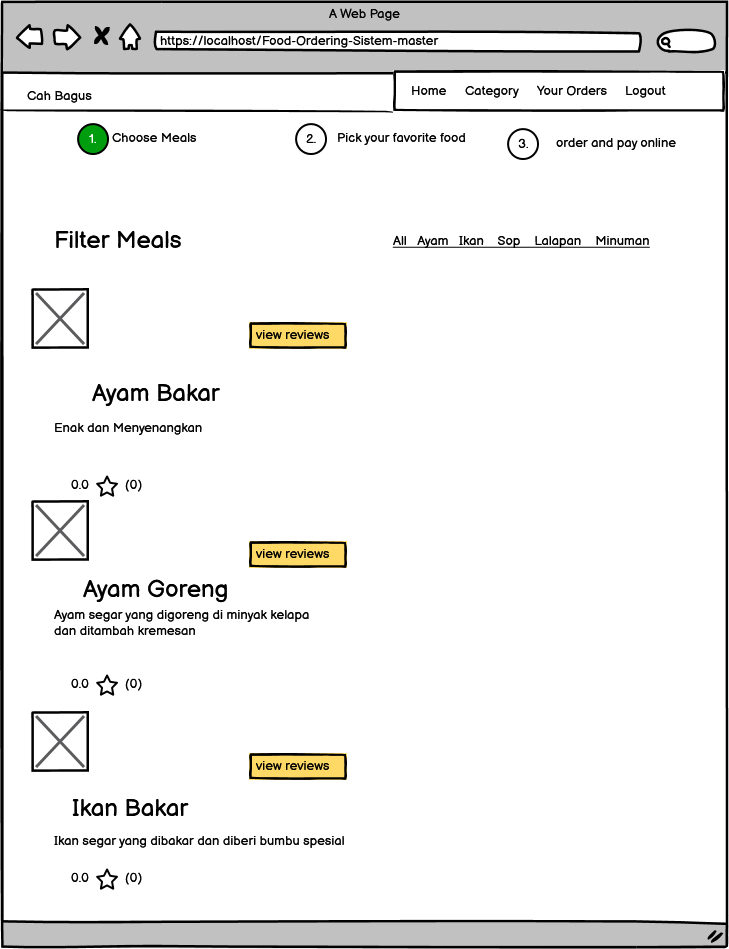 A Web Page
https://localhost/Food-Ordering-Sistem-master
Cah Bagus
Home Category Your Orders Logout
1. Choose Meals
2. Pick your favorite food
3. order and pay online
Filter Meals
All Ayam Ikan Sop Lalapan Minuman
view reviews
Ayam Bakar
Enak dan Menyenangkan
0.0 (0)
view reviews
Ayam Goreng
Ayam segar yang digoreng di minyak kelapa
dan ditambah kremesan
0.0 (0)
view reviews
Ikan Bakar
Ikan segar yang dibakar dan diberi bumbu spesial
0.0 (0)